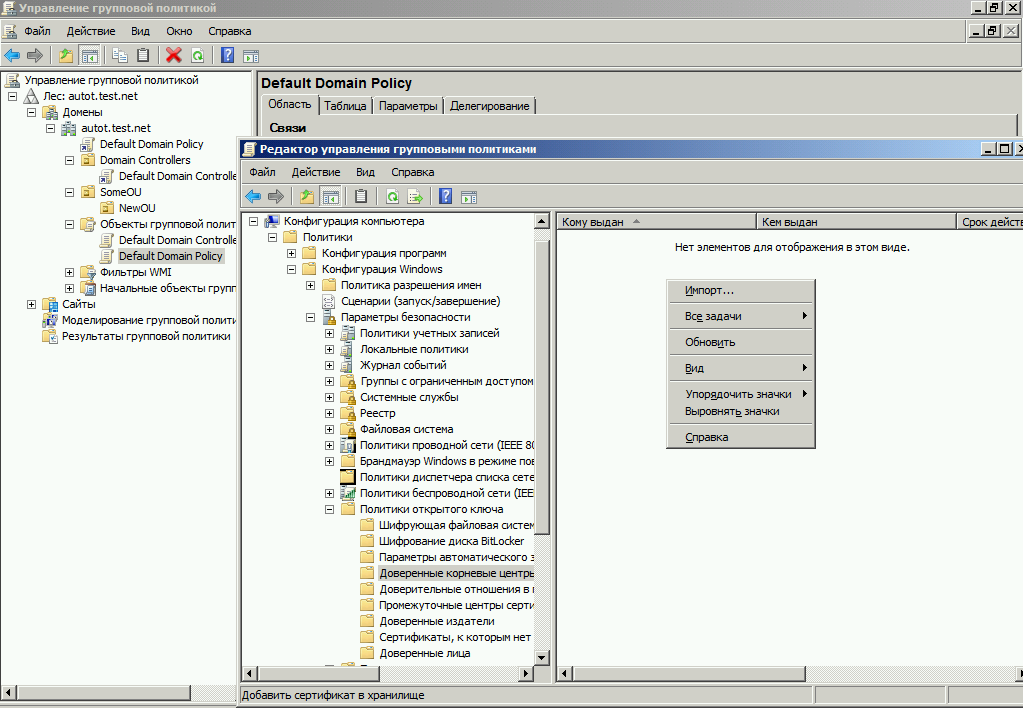 Управление групповой политикой
Файл Действие Вид Окно Справка
Управление групповой политикой
Лес: autot.test.net
Домены
autot.test.net
Default Domain Policy
Domain Controllers
Default Domain Controlle
SomeOU
NewOU
Объекты групповой полит
Default Domain Controlle
Default Domain Policy
Фильтры WMI
Начальные объекты групп
Сайты
Моделирование групповой полити
Результаты групповой политики
Default Domain Policy
Область Таблица Параметры Делегирование
Связи
Редактор управления групповыми политиками
Файл Действие Вид Справка
Конфигурация компьютера
Политики
Конфигурация программ
Конфигурация Windows
Политика разрешения имен
Сценарии (запуск/завершение)
Параметры безопасности
Политики учетных записей
Локальные политики
Журнал событий
Группы с ограниченным доступом
Системные службы
Реестр
Файловая система
Политики проводной сети (IEEE 80
Брандмауэр Windows в режиме пов
Политики диспетчера списка сете
Политики беспроводной сети (IEE
Политики открытого ключа
Шифрующая файловая систем
Шифрование диска BitLocker
Параметры автоматического з
Доверенные корневые центры
Доверительные отношения в п
Промежуточные центры серти
Доверенные издатели
Сертификаты, к которым нет
Доверенные лица
Кому выдан Кем выдан Срок дейст
Нет элементов для отображения в этом виде.
Импорт...
Все задачи
Обновить
Вид
Упорядочить значки
Выровнять значки
Справка
Добавить сертификат в хранилище